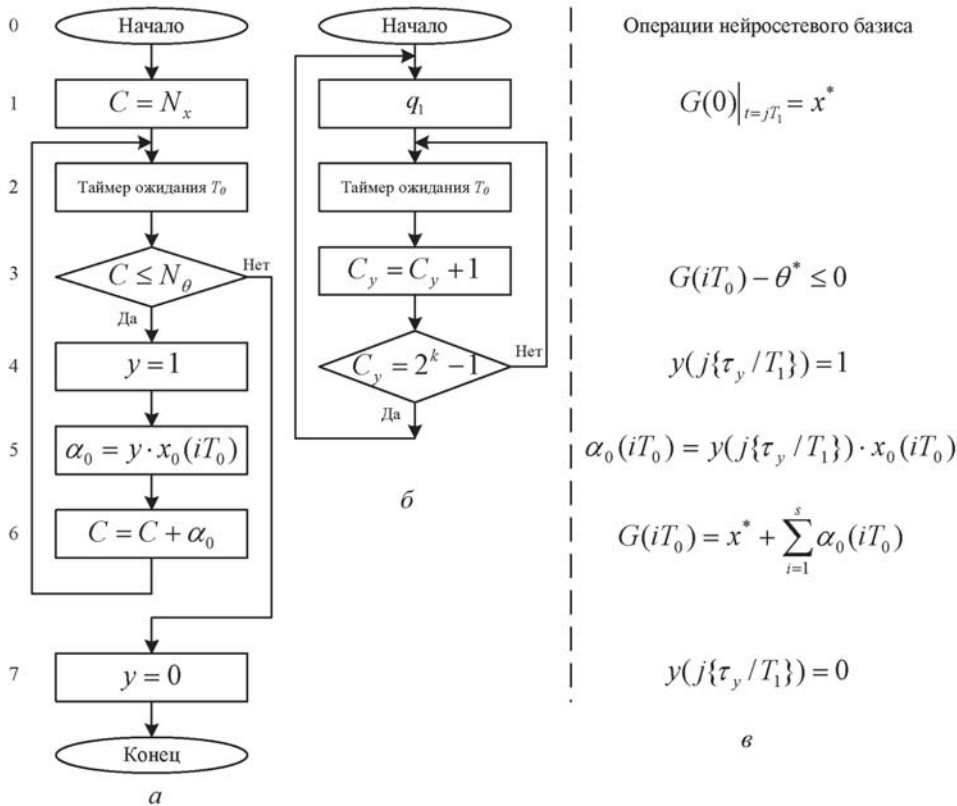 0
Начало
1
C = N_x
2
Таймер ожидания T_0
3
C ≤ N_θ
Нет
Да
4
y = 1
5
α_0 = y · x_0(iT_0)
6
C = C + α_0
7
y = 0
Конец
а
Начало
q_1
Таймер ожидания T_0
C_y = C_y + 1
C_y = 2^k − 1
Нет
Да
б
Операции нейросетевого базиса
G(0)|_{t=jT_1} = x^*
G(iT_0) − θ^* ≤ 0
y(j{τ_y / T_1}) = 1
α_0(iT_0) = y(j{τ_y / T_1}) · x_0(iT_0)
G(iT_0) = x^* + ∑_{i=1}^{s} α_0(iT_0)
y(j{τ_y / T_1}) = 0
в